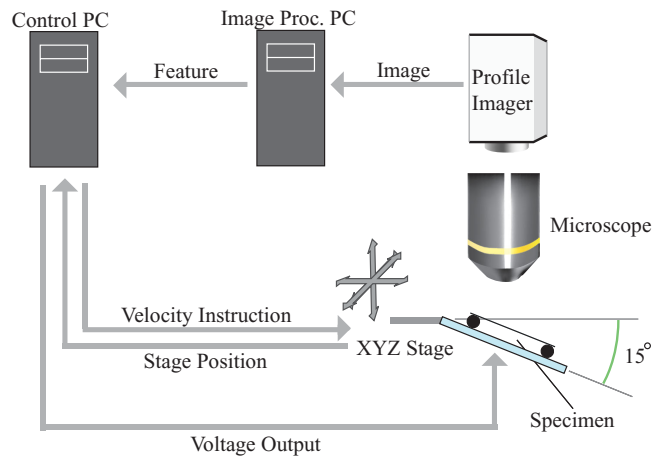 Control PC
Image Proc. PC
Feature
Image
Profile
Imager
Microscope
Velocity Instruction
Stage Position
XYZ Stage
15°
Specimen
Voltage Output